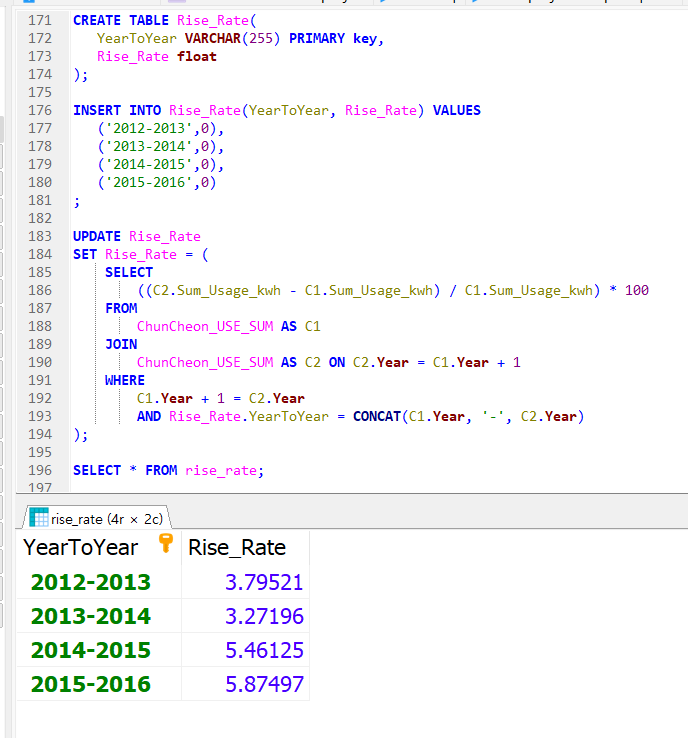 171 CREATE TABLE Rise_Rate(
172 YearToYear VARCHAR(255) PRIMARY key,
173 Rise_Rate float
174 );
175
176 INSERT INTO Rise_Rate(YearToYear, Rise_Rate) VALUES
177 ('2012-2013',0),
178 ('2013-2014',0),
179 ('2014-2015',0),
180 ('2015-2016',0)
181 ;
182
183 UPDATE Rise_Rate
184 SET Rise_Rate = (
185 SELECT
186 ((C2.Sum_Usage_kwh - C1.Sum_Usage_kwh) / C1.Sum_Usage_kwh) * 100
187 FROM
188 ChunCheon_USE_SUM AS C1
189 JOIN
190 ChunCheon_USE_SUM AS C2 ON C2.Year = C1.Year + 1
191 WHERE
192 C1.Year + 1 = C2.Year
193 AND Rise_Rate.YearToYear = CONCAT(C1.Year, '-', C2.Year)
194 );
195
196 SELECT * FROM rise_rate;
197
rise_rate (4r × 2c)
YearToYear Rise_Rate
2012-2013 3.79521
2013-2014 3.27196
2014-2015 5.46125
2015-2016 5.87497